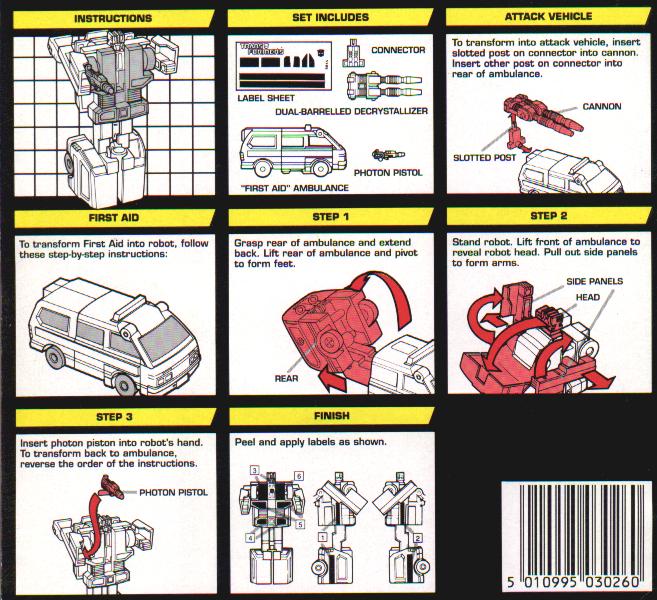 INSTRUCTIONS
SET INCLUDES
TRANSFORMERS
CONNECTOR
LABEL SHEET
DUAL-BARRELLED DECRYSTALLIZER
PHOTON PISTOL
"FIRST AID" AMBULANCE
ATTACK VEHICLE
To transform into attack vehicle, insert
slotted post on connector into cannon.
Insert other post on connector into
rear of ambulance.
CANNON
SLOTTED POST
FIRST AID
To transform First Aid into robot, follow
these step-by-step instructions:
STEP 1
Grasp rear of ambulance and extend
back. Lift rear of ambulance and pivot
to form feet.
REAR
STEP 2
Stand robot. Lift front of ambulance to
reveal robot head. Pull out side panels
to form arms.
SIDE PANELS
HEAD
STEP 3
Insert photon piston into robot's hand.
To transform back to ambulance,
reverse the order of the instructions.
PHOTON PISTOL
FINISH
Peel and apply labels as shown.
3
6
5
4
1
2
5 010995 030260